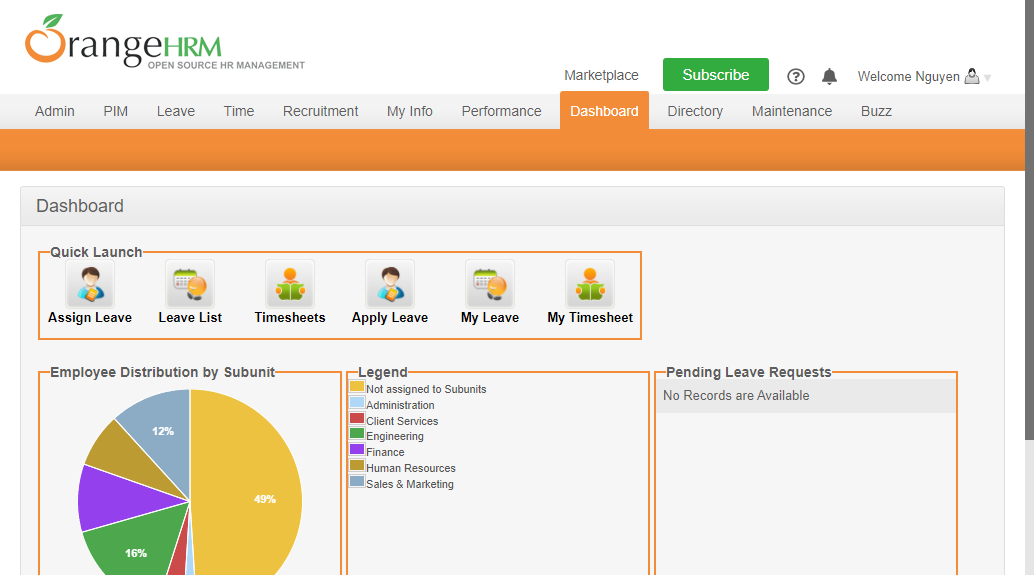 OrangeHRM
OPEN SOURCE HR MANAGEMENT
Marketplace Subscribe ? Welcome Nguyen
Admin PIM Leave Time Recruitment My Info Performance Dashboard Directory Maintenance Buzz
Dashboard
Quick Launch
Assign Leave Leave List Timesheets Apply Leave My Leave My Timesheet
Employee Distribution by Subunit
12%
49%
16%
Legend
Not assigned to Subunits
Administration
Client Services
Engineering
Finance
Human Resources
Sales & Marketing
Pending Leave Requests
No Records are Available